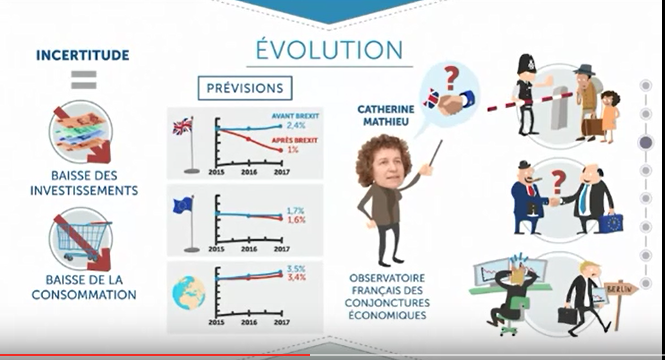 INCERTITUDE
BAISSE DES
INVESTISSEMENTS
BAISSE DE LA
CONSOMMATION
ÉVOLUTION
PRÉVISIONS
AVANT BREXIT
2,4%
APRÈS BREXIT
1%
2015 2016 2017
1,7%
1,6%
2015 2016 2017
3,5%
3,4%
2015 2016 2017
CATHERINE
MATHIEU
?
OBSERVATOIRE
FRANÇAIS DES
CONJONCTURES
ÉCONOMIQUES
?
BERLIN